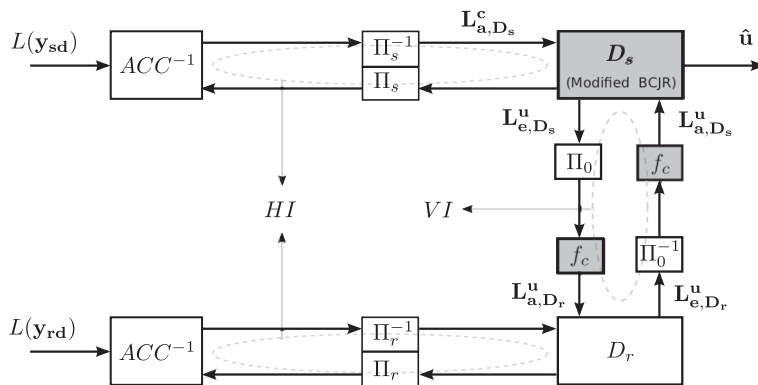 L(y_sd)
ACC^{-1}
Π_s^{-1}
Π_s
L^c_{a,D_s}
D_s
(Modified BCJR)
û
L^u_{e,D_s}
L^u_{a,D_s}
Π_0
f_c
HI
VI
f_c
Π_0^{-1}
L^u_{a,D_r}
L^u_{e,D_r}
L(y_rd)
ACC^{-1}
Π_r^{-1}
Π_r
D_r